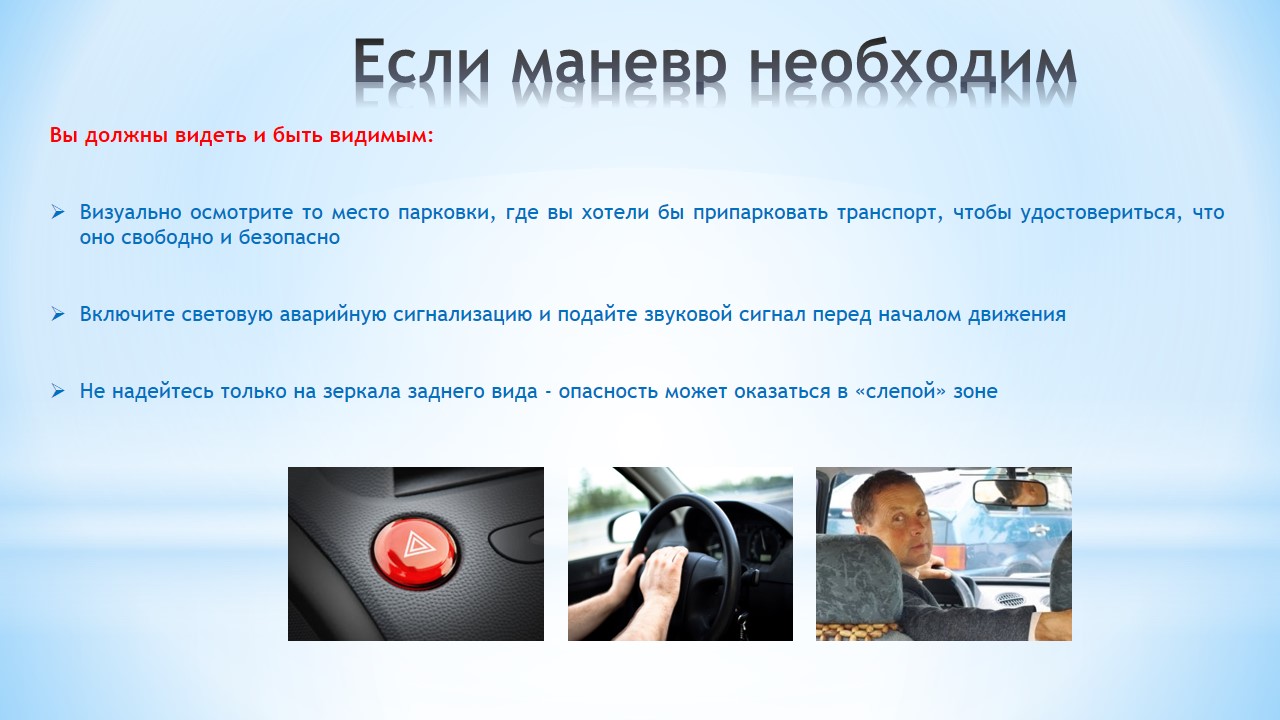 Если маневр необходим
Вы должны видеть и быть видимым:
Визуально осмотрите то место парковки, где вы хотели бы припарковать транспорт, чтобы удостовериться, что
оно свободно и безопасно
Включите световую аварийную сигнализацию и подайте звуковой сигнал перед началом движения
Не надейтесь только на зеркала заднего вида - опасность может оказаться в «слепой» зоне